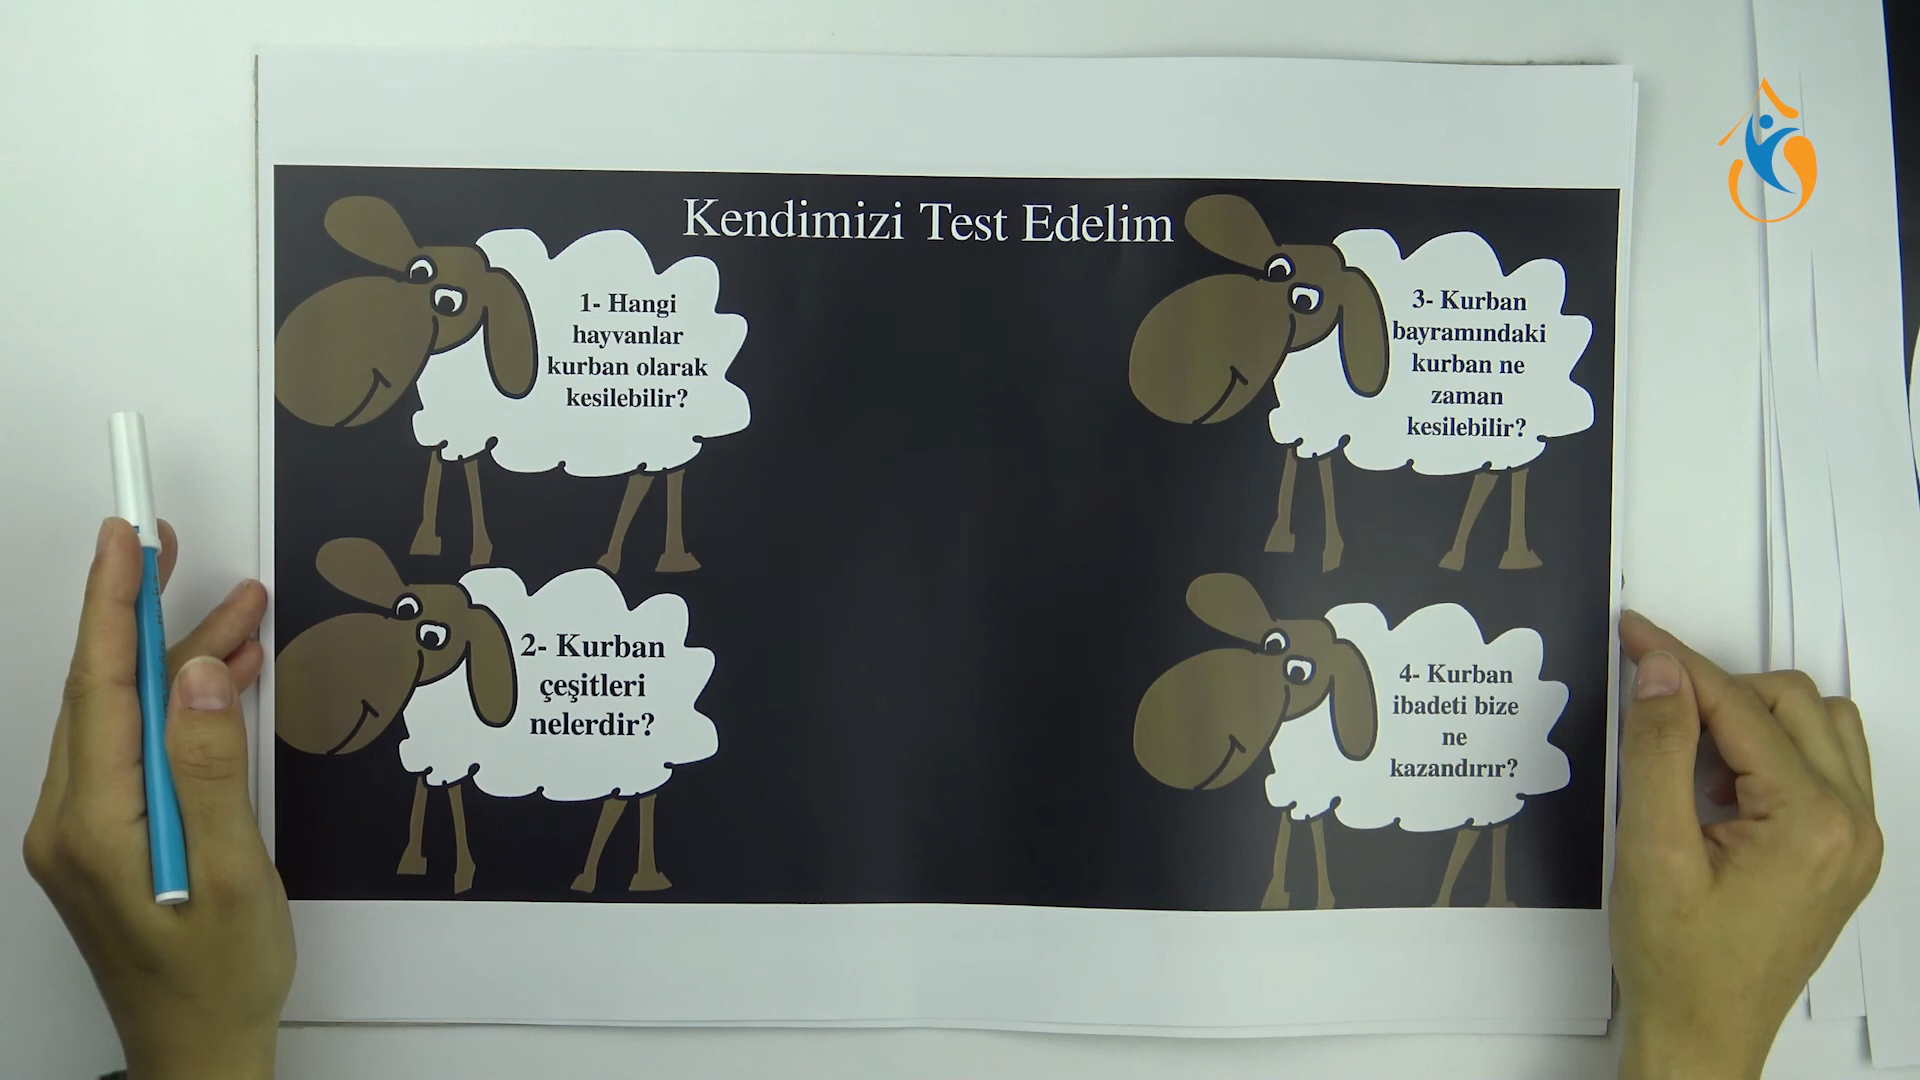 Kendimizi Test Edelim
1- Hangi
hayvanlar
kurban olarak
kesilebilir?
2- Kurban
çeşitleri
nelerdir?
3- Kurban
bayramındaki
kurban ne
zaman
kesilebilir?
4- Kurban
ibadeti bize
ne
kazandırır?